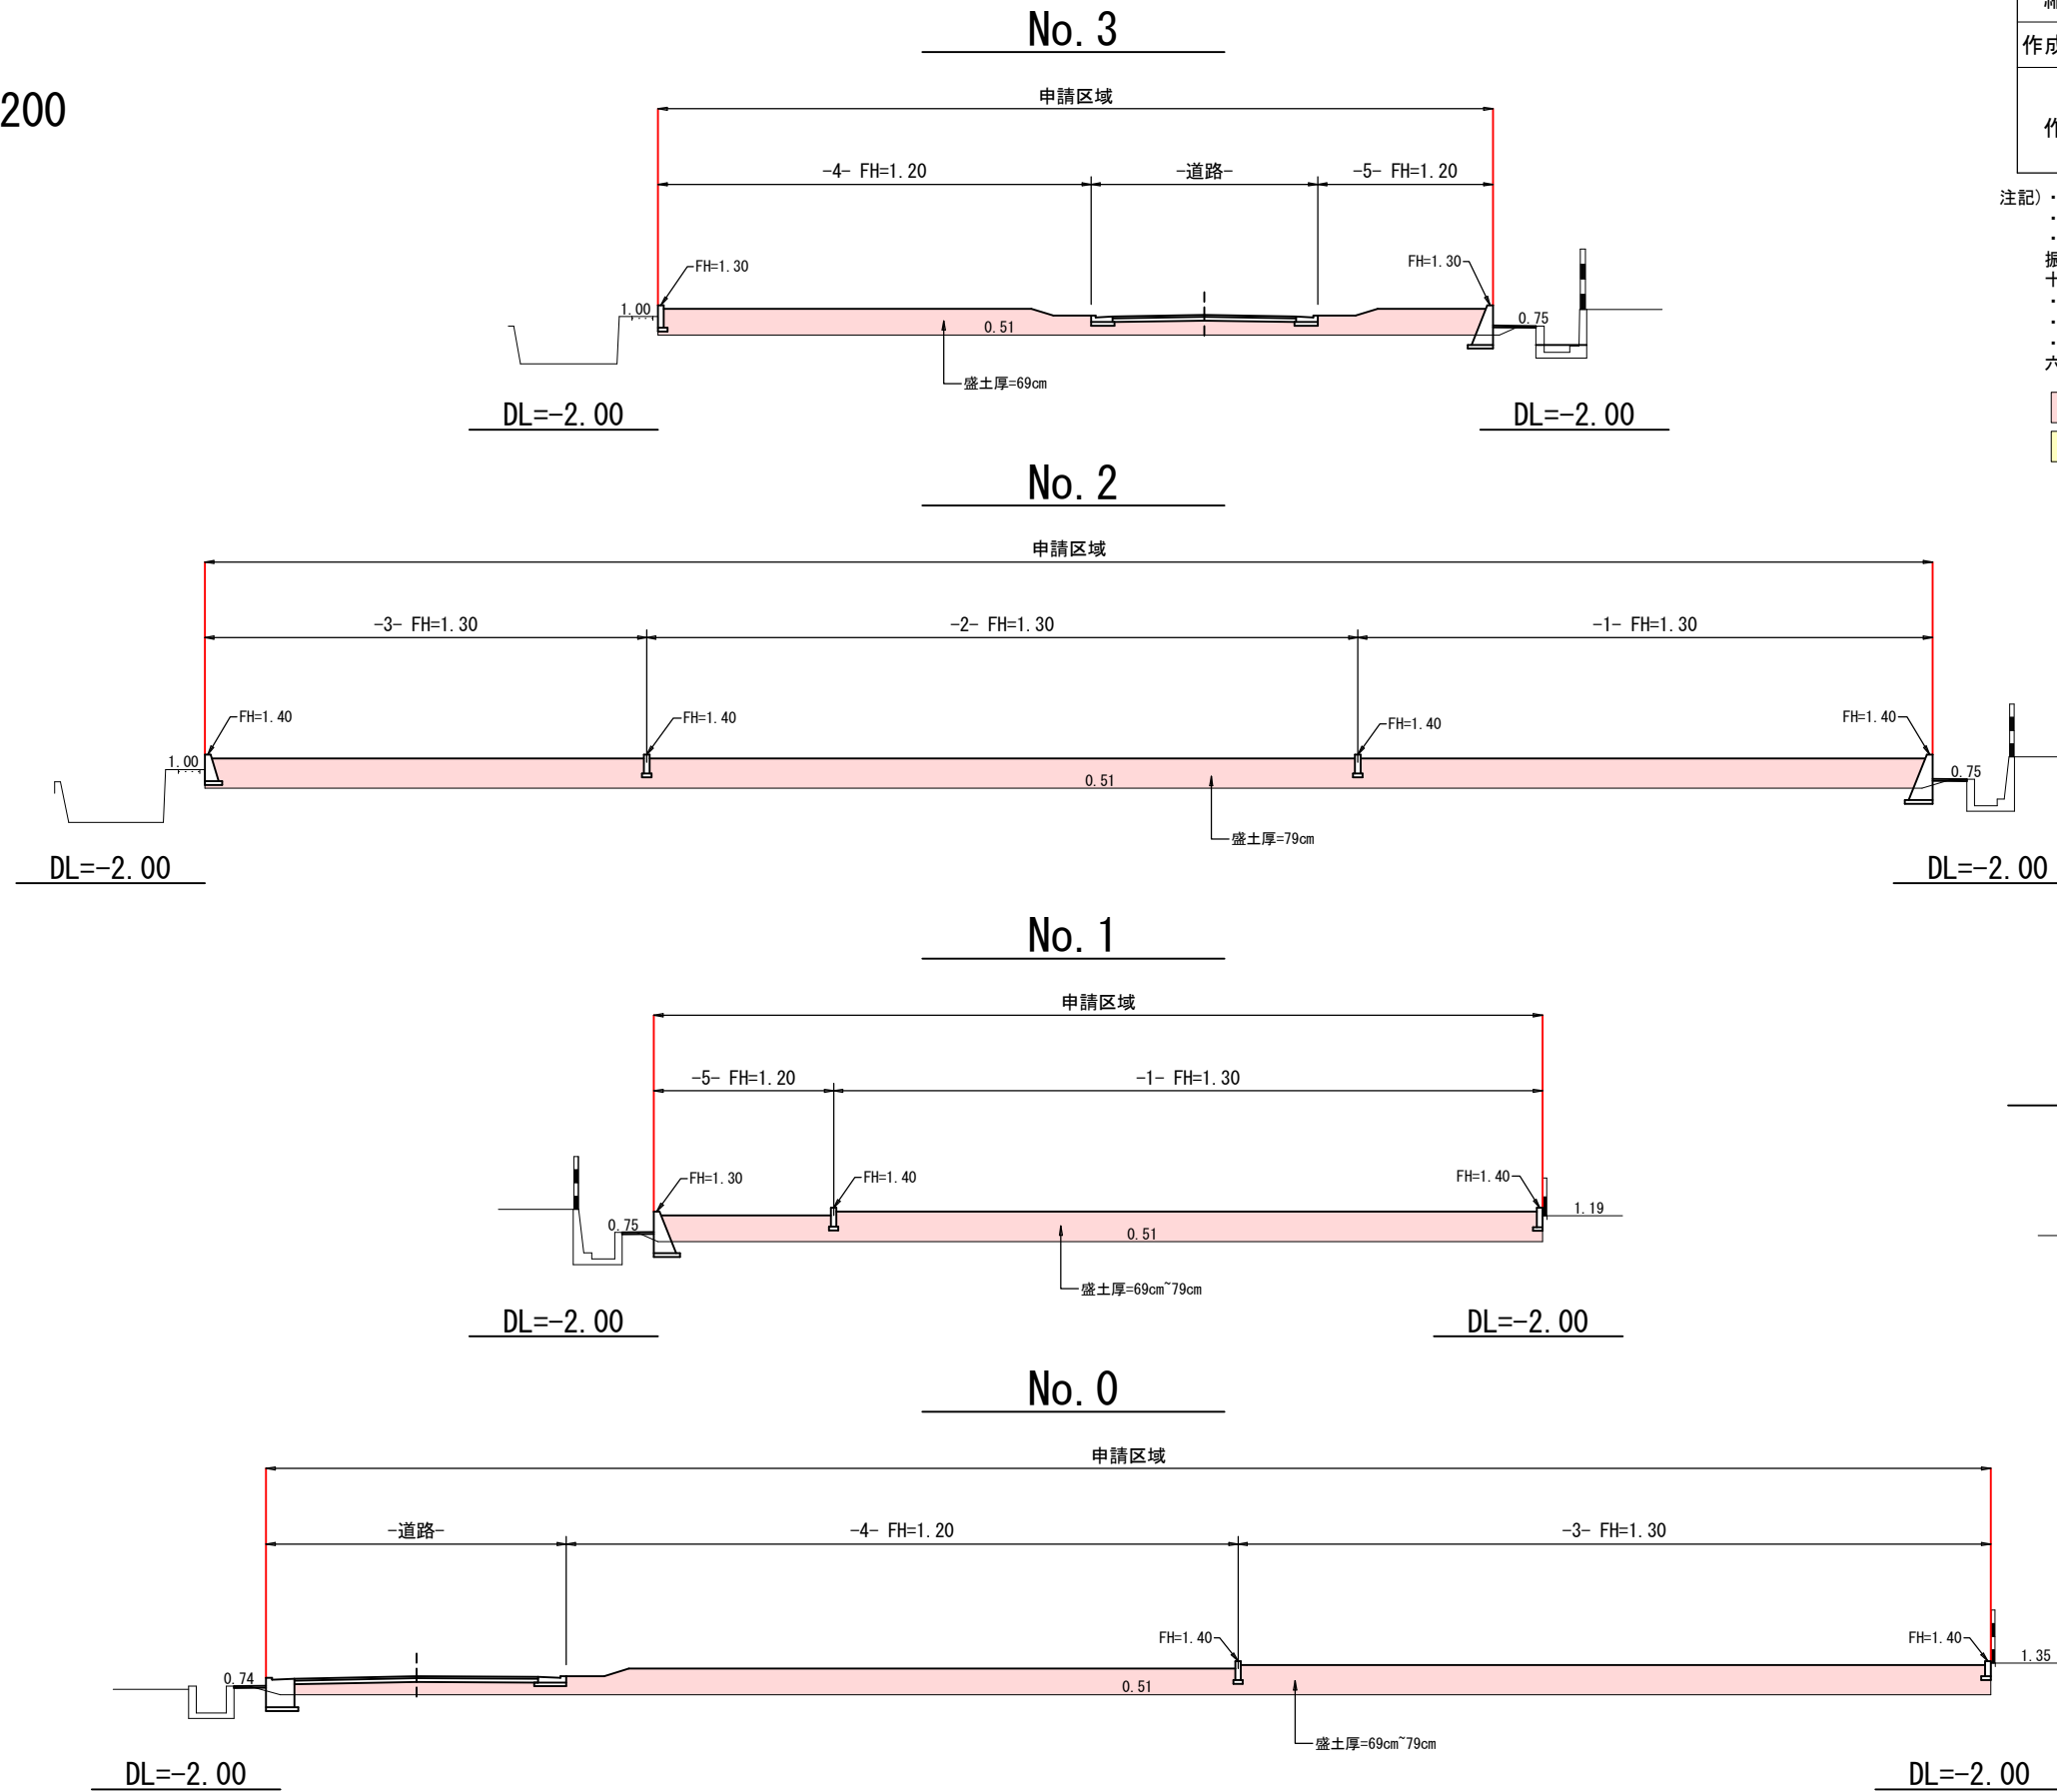 200
No. 3
申請区域
-4- FH=1.20
-道路-
-5- FH=1.20
FH=1.30
FH=1.30
1.00
0.51
0.75
盛土厚=69cm
DL=-2.00
DL=-2.00
作成
注記)・
・
・
・
・
・
No. 2
申請区域
-3- FH=1.30
-2- FH=1.30
-1- FH=1.30
FH=1.40
FH=1.40
FH=1.40
FH=1.40
1.00
0.51
0.75
盛土厚=79cm
DL=-2.00
DL=-2.00
No. 1
申請区域
-5- FH=1.20
-1- FH=1.30
FH=1.30
FH=1.40
FH=1.40
0.75
0.51
1.19
盛土厚=69cm~79cm
DL=-2.00
DL=-2.00
No. 0
申請区域
-道路-
-4- FH=1.20
-3- FH=1.30
FH=1.40
FH=1.40
0.74
0.51
1.35
盛土厚=69cm~79cm
DL=-2.00
DL=-2.00